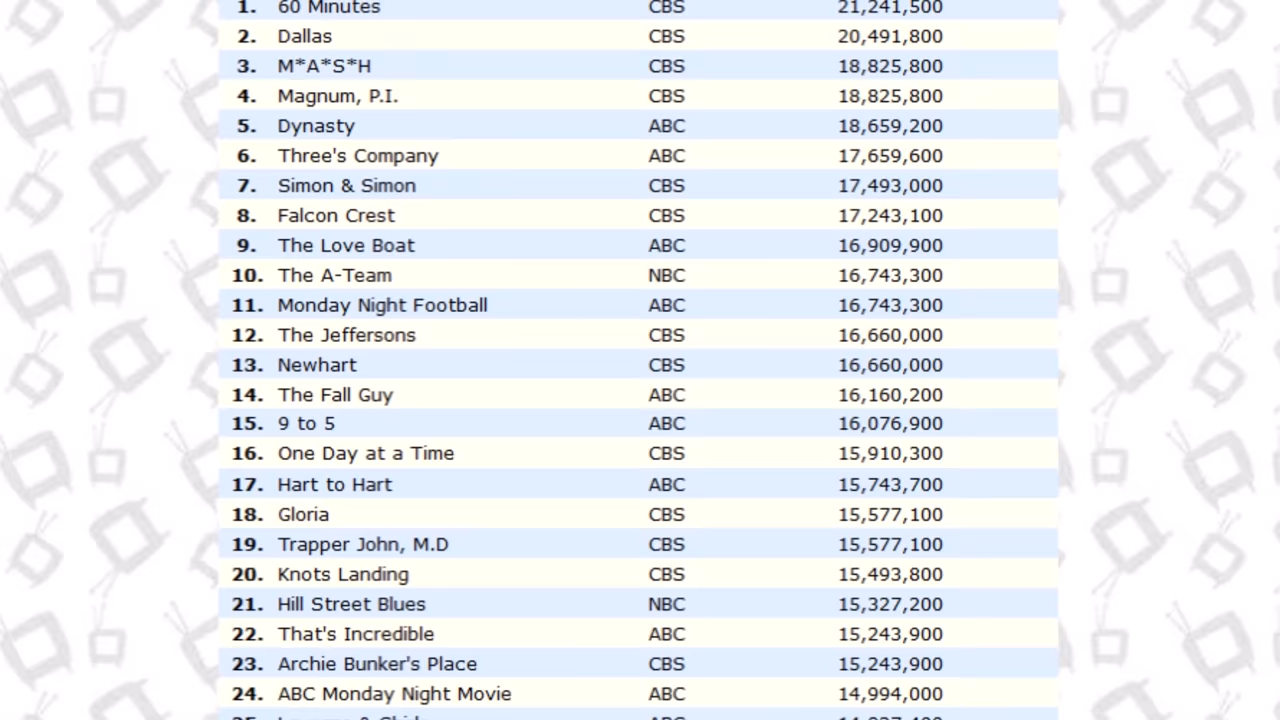 1. 60 Minutes CBS 21,241,500
2. Dallas CBS 20,491,800
3. M*A*S*H CBS 18,825,800
4. Magnum, P.I. CBS 18,825,800
5. Dynasty ABC 18,659,200
6. Three's Company ABC 17,659,600
7. Simon & Simon CBS 17,493,000
8. Falcon Crest CBS 17,243,100
9. The Love Boat ABC 16,909,900
10. The A-Team NBC 16,743,300
11. Monday Night Football ABC 16,743,300
12. The Jeffersons CBS 16,660,000
13. Newhart CBS 16,660,000
14. The Fall Guy ABC 16,160,200
15. 9 to 5 ABC 16,076,900
16. One Day at a Time CBS 15,910,300
17. Hart to Hart ABC 15,743,700
18. Gloria CBS 15,577,100
19. Trapper John, M.D CBS 15,577,100
20. Knots Landing CBS 15,493,800
21. Hill Street Blues NBC 15,327,200
22. That's Incredible ABC 15,243,900
23. Archie Bunker's Place CBS 15,243,900
24. ABC Monday Night Movie ABC 14,994,000